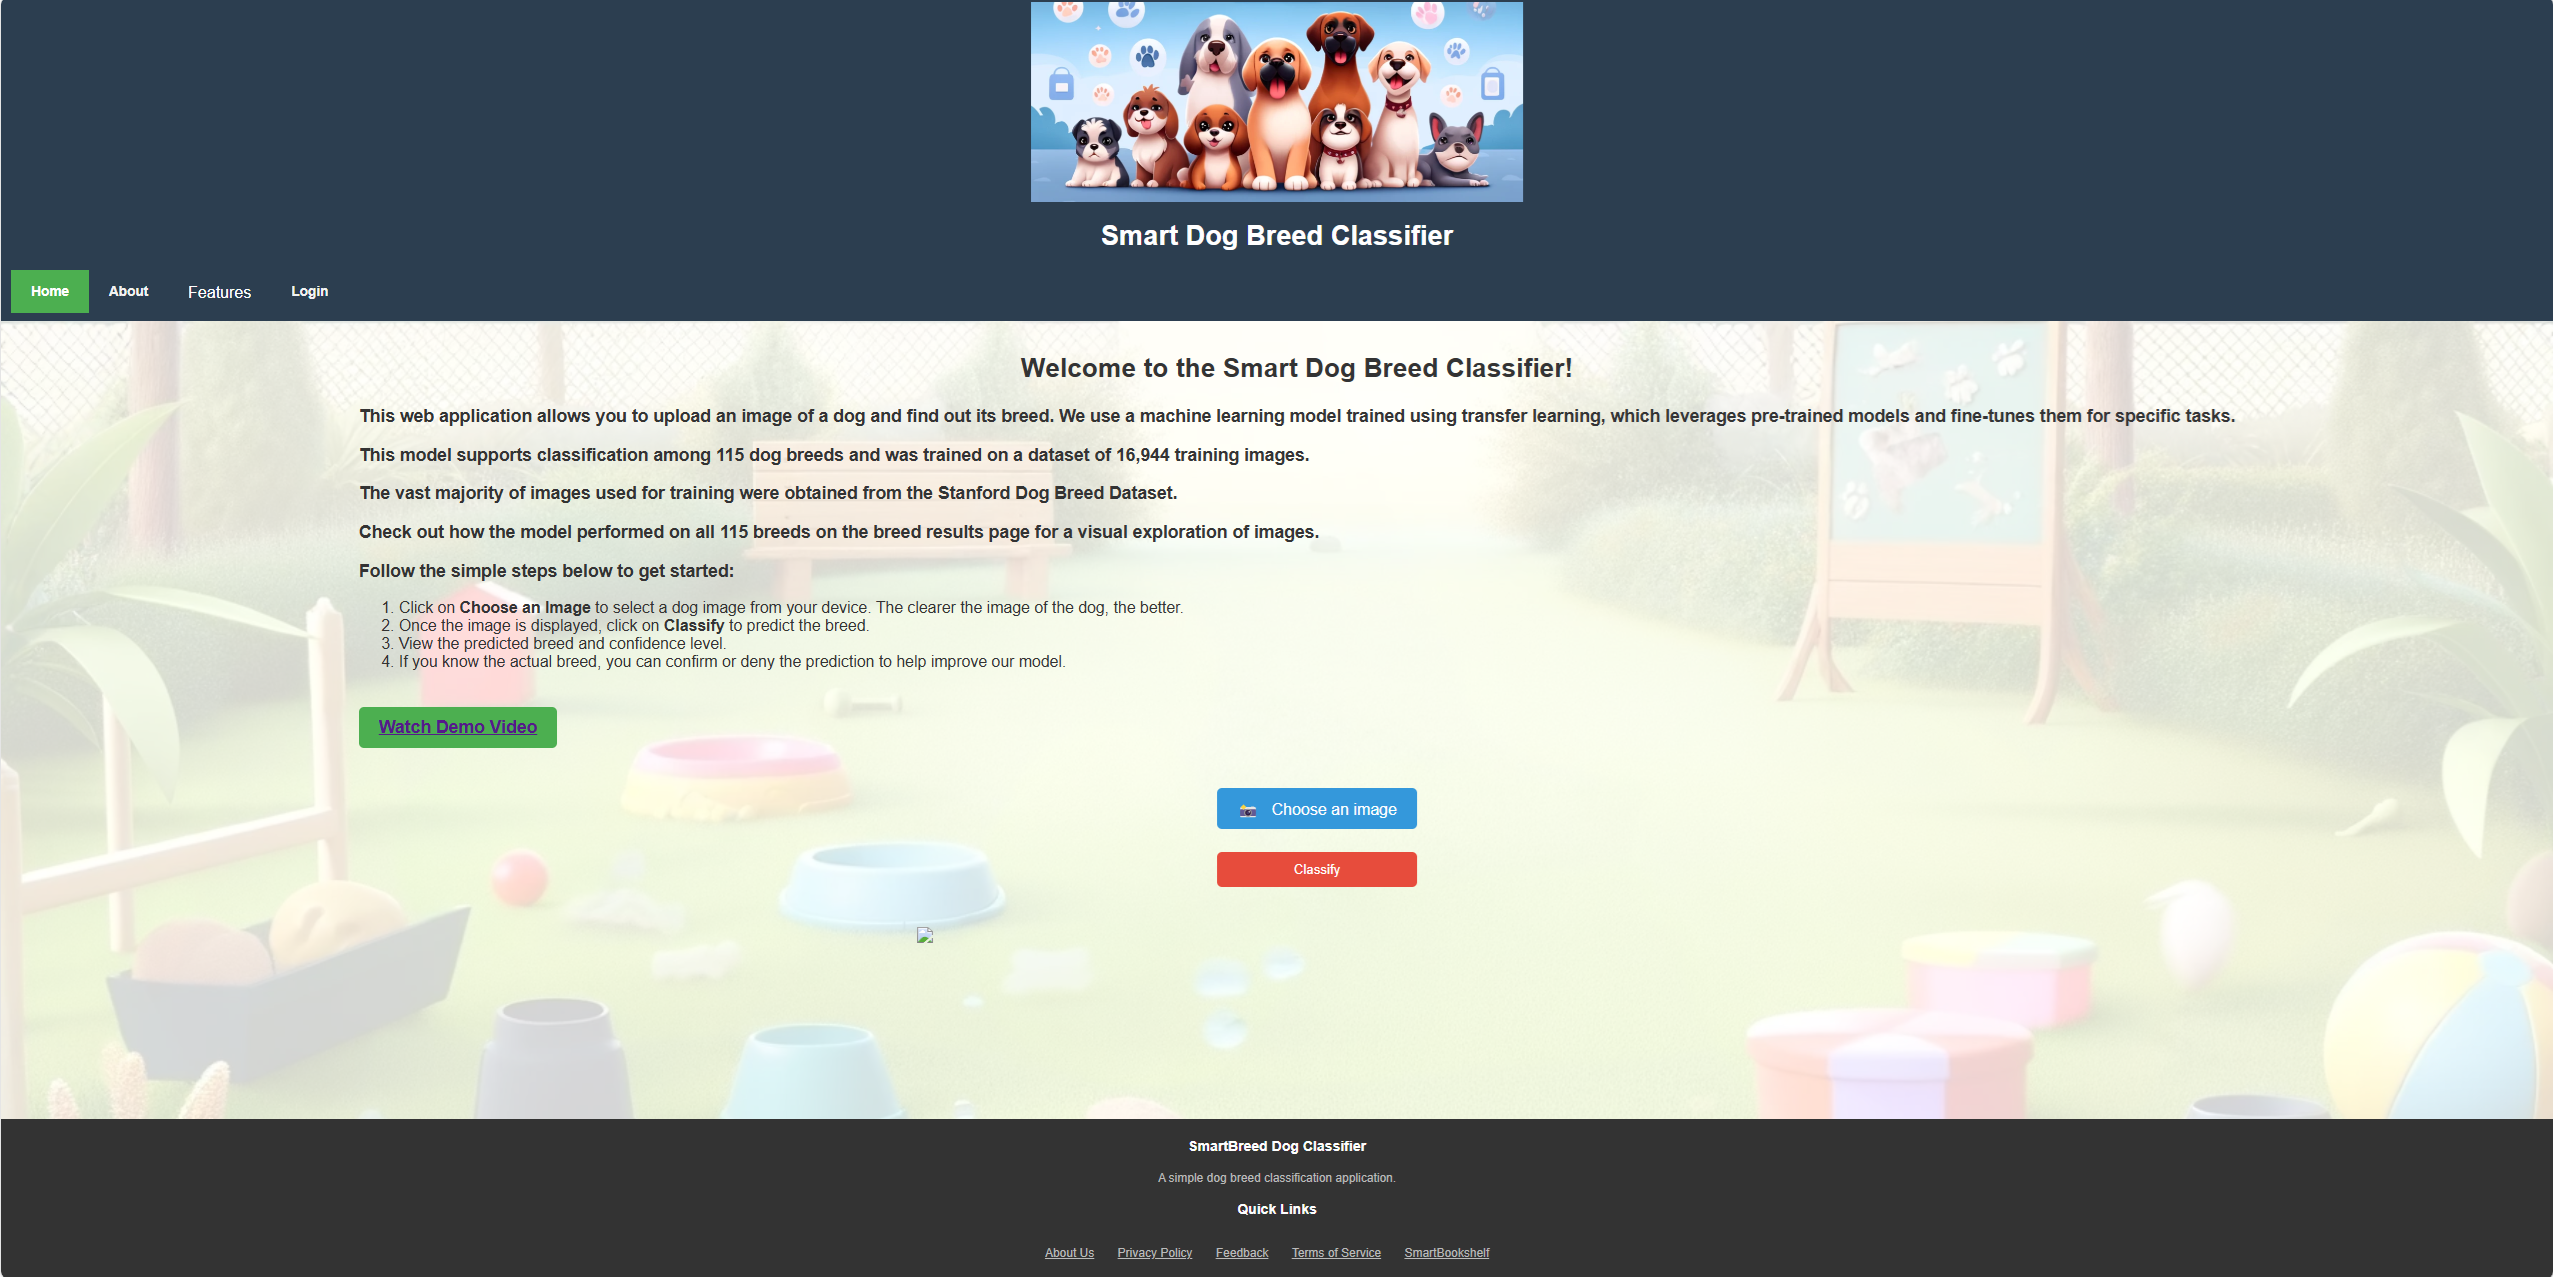 Smart Dog Breed Classifier
Home About Features Login
Welcome to the Smart Dog Breed Classifier!
This web application allows you to upload an image of a dog and find out its breed. We use a machine learning model trained using transfer learning, which leverages pre-trained models and fine-tunes them for specific tasks.
This model supports classification among 115 dog breeds and was trained on a dataset of 16,944 training images.
The vast majority of images used for training were obtained from the Stanford Dog Breed Dataset.
Check out how the model performed on all 115 breeds on the breed results page for a visual exploration of images.
Follow the simple steps below to get started:
1. Click on Choose an Image to select a dog image from your device. The clearer the image of the dog, the better.
2. Once the image is displayed, click on Classify to predict the breed.
3. View the predicted breed and confidence level.
4. If you know the actual breed, you can confirm or deny the prediction to help improve our model.
Watch Demo Video
Choose an image
Classify
SmartBreed Dog Classifier
A simple dog breed classification application.
Quick Links
About Us Privacy Policy Feedback Terms of Service SmartBookshelf